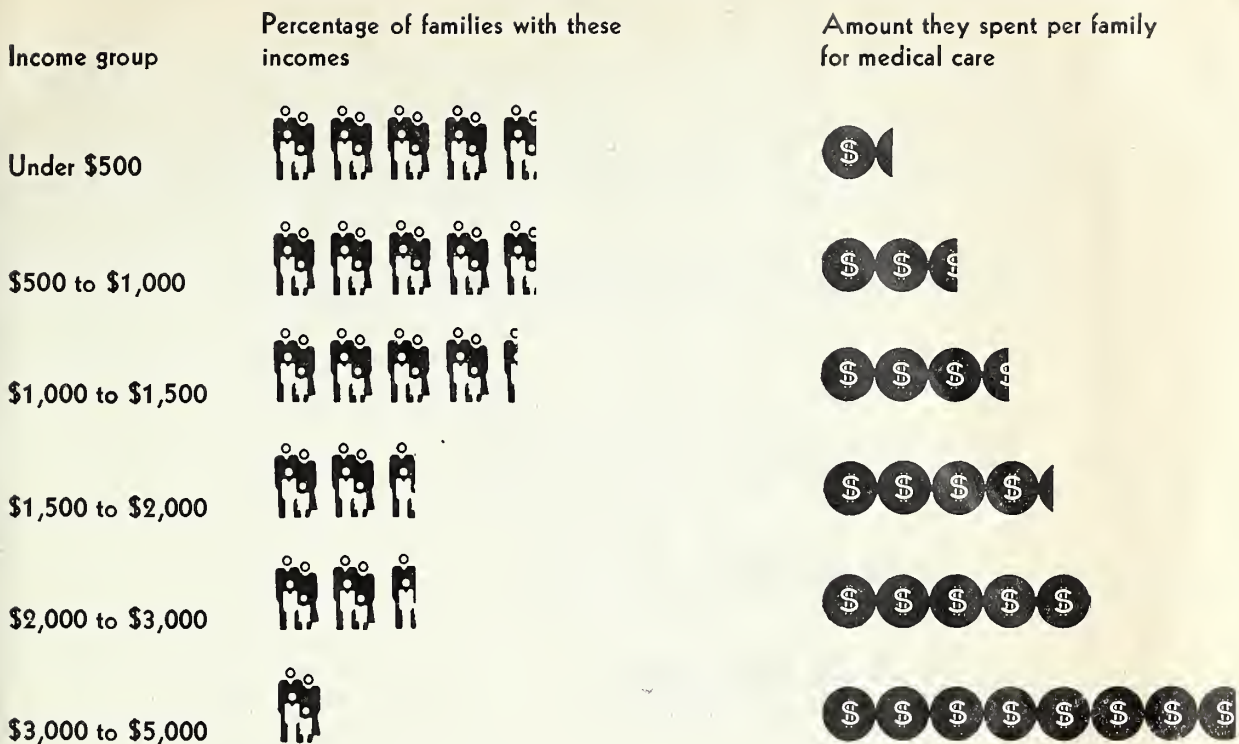 Income group
Percentage of families with these
incomes
Amount they spent per family
for medical care
Under $500
$ 
$500 to $1,000
$ $ $
$1,000 to $1,500
$ $ $ $
$1,500 to $2,000
$ $ $ $
$2,000 to $3,000
$ $ $ $ $
$3,000 to $5,000
$ $ $ $ $ $ $ $